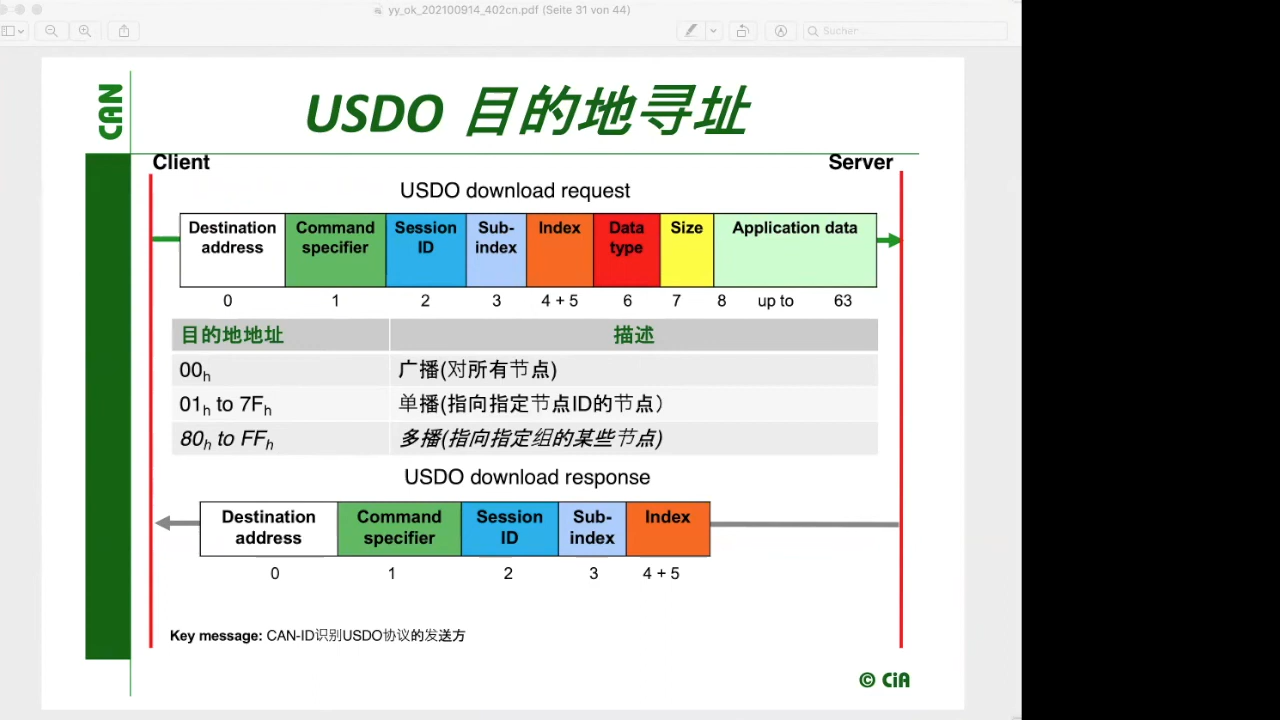 yy_ok_202100914_402cn.pdf (Seite 31 von 44)
Suchen
CAN
USDO 目的地寻址
Client
Server
USDO download request
Destination address
Command specifier
Session ID
Sub-index
Index
Data type
Size
Application data
0 1 2 3 4 + 5 6 7 8 up to 63
目的地地址 描述
00h 广播(对所有节点)
01h to 7Fh 单播(指向指定节点ID的节点）
80h to FFh 多播(指向指定组的某些节点)
USDO download response
Destination address
Command specifier
Session ID
Sub-index
Index
0 1 2 3 4 + 5
Key message: CAN-ID识别USDO协议的发送方
© CiA